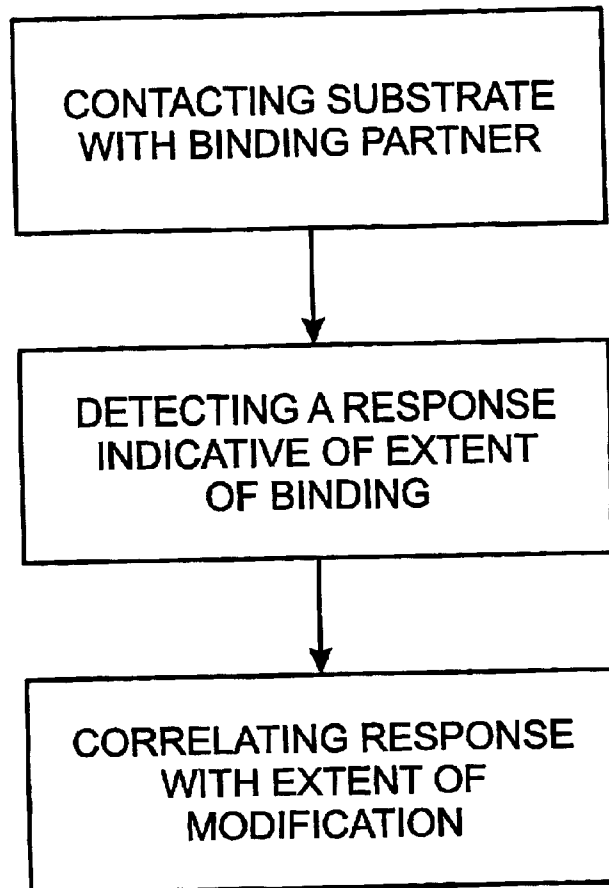 CONTACTING SUBSTRATE
WITH BINDING PARTNER
DETECTING A RESPONSE
INDICATIVE OF EXTENT
OF BINDING
CORRELATING RESPONSE
WITH EXTENT OF
MODIFICATION